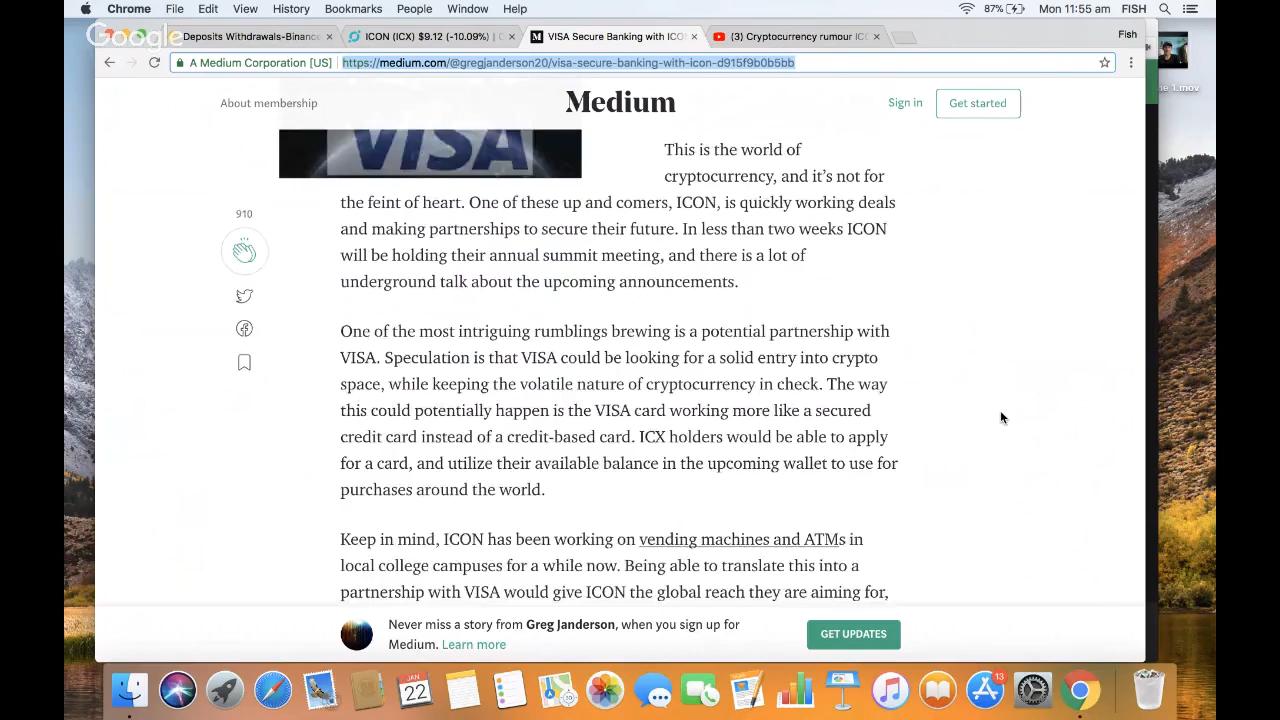 Chrome File Edit View History Bookmarks People Window Help 87% Mon 11:55 am FISH
Google
Deposits Withdrawals-Binance ICON (ICX) $9.12 VISA Secure Banking with ICON (3) Cryptocurrency rumour IC Fish
A Medium Corporation [US] https://medium.com/@gregjanderson20/visa-secure-banking-with-icon-d915f9b0b5bb
About membership Medium Sign in Get started
VISA
This is the world of
cryptocurrency, and it's not for
the feint of heart. One of these up and comers, ICON, is quickly working deals
and making partnerships to secure their future. In less than two weeks ICON
will be holding their annual summit meeting, and there is a lot of
underground talk about the upcoming announcements.
910
One of the most intriguing rumblings brewing is a potential partnership with
VISA. Speculation is that VISA could be looking for a solid entry into crypto
space, while keeping the volatile nature of cryptocurrency in check. The way
this could potentially happen is the VISA card working more like a secured
credit card instead of a credit-based card. ICX holders would be able to apply
for a card, and utilize their available balance in the upcoming wallet to use for
purchases around the world.
Keep in mind, ICON has been working on vending machines and ATMs in
local college campuses for a while now. Being able to translate this into a
partnership with VISA would give ICON the global reach they are aiming for,
Never miss a story from Greg Janderson, when you sign up for
Medium. Learn more
GET UPDATES
JAN
22
13